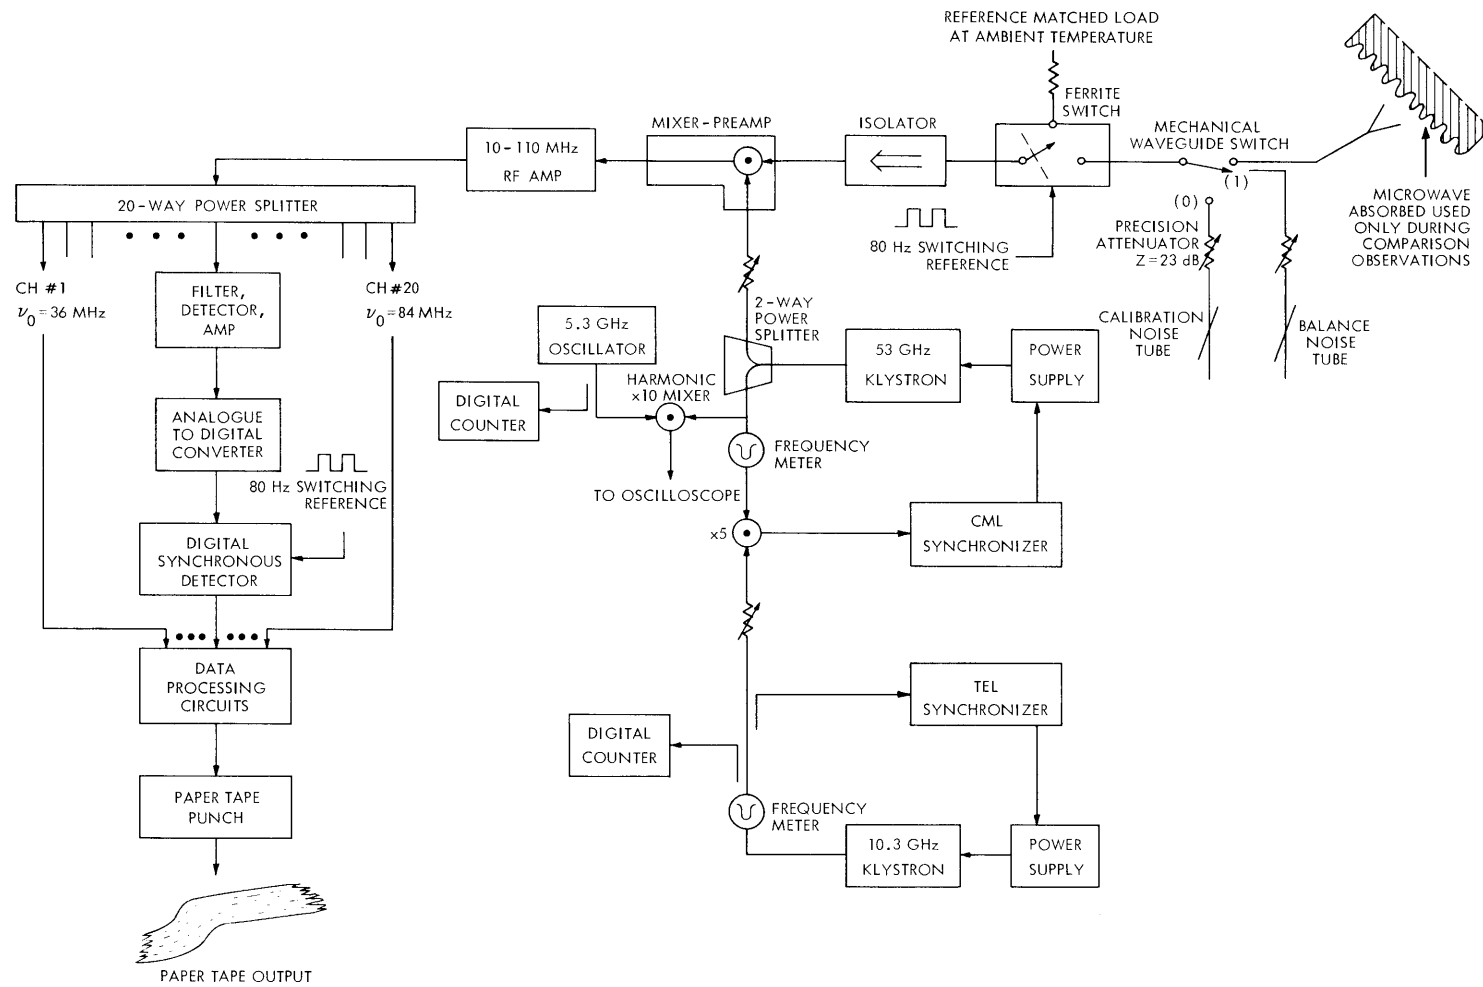 REFERENCE MATCHED LOAD
AT AMBIENT TEMPERATURE
FERRITE
SWITCH
MIXER-PREAMP
ISOLATOR
MECHANICAL
WAVEGUIDE SWITCH
10-110 MHz
RF AMP
(1)
(0)
MICROWAVE
ABSORBED USED
ONLY DURING
COMPARISON
OBSERVATIONS
20-WAY POWER SPLITTER
80 Hz SWITCHING
REFERENCE
PRECISION
ATTENUATOR
Z = 23 dB
CH #1
ν0 = 36 MHz
FILTER,
DETECTOR,
AMP
CH #20
ν0 = 84 MHz
5.3 GHz
OSCILLATOR
2-WAY
POWER
SPLITTER
53 GHz
KLYSTRON
POWER
SUPPLY
CALIBRATION
NOISE
TUBE
BALANCE
NOISE
TUBE
HARMONIC
x10 MIXER
DIGITAL
COUNTER
ANALOGUE
TO DIGITAL
CONVERTER
FREQUENCY
METER
80 Hz SWITCHING
REFERENCE
TO OSCILLOSCOPE
x5
CML
SYNCHRONIZER
DIGITAL
SYNCHRONOUS
DETECTOR
DATA
PROCESSING
CIRCUITS
TEL
SYNCHRONIZER
DIGITAL
COUNTER
PAPER TAPE
PUNCH
FREQUENCY
METER
10.3 GHz
KLYSTRON
POWER
SUPPLY
PAPER TAPE OUTPUT